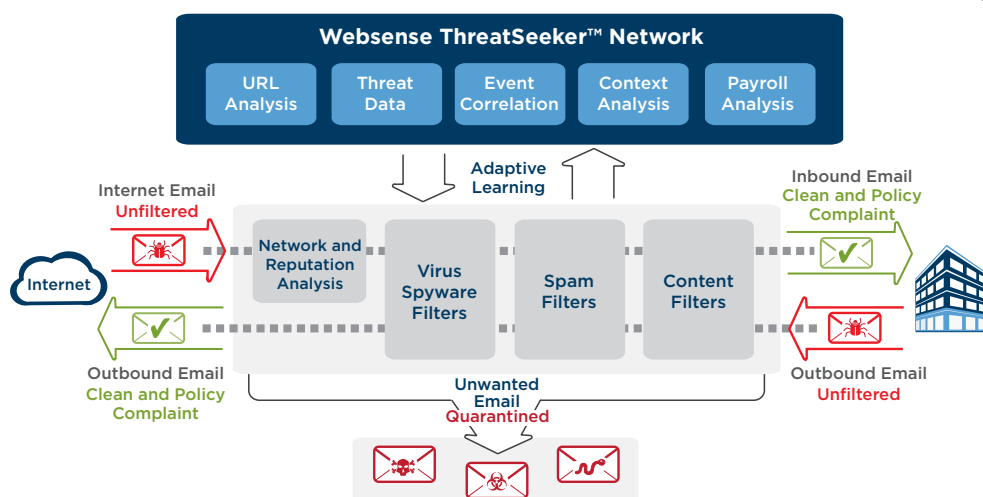 Websense ThreatSeeker™ Network
URL
Analysis
Threat
Data
Event
Correlation
Context
Analysis
Payroll
Analysis
Adaptive
Learning
Internet Email
Unfiltered
Inbound Email
Clean and Policy
Complaint
Internet
Network and
Reputation
Analysis
Virus
Spyware
Filters
Spam
Filters
Content
Filters
Outbound Email
Clean and Policy
Complaint
Outbound Email
Unfiltered
Unwanted
Email
Quarantined